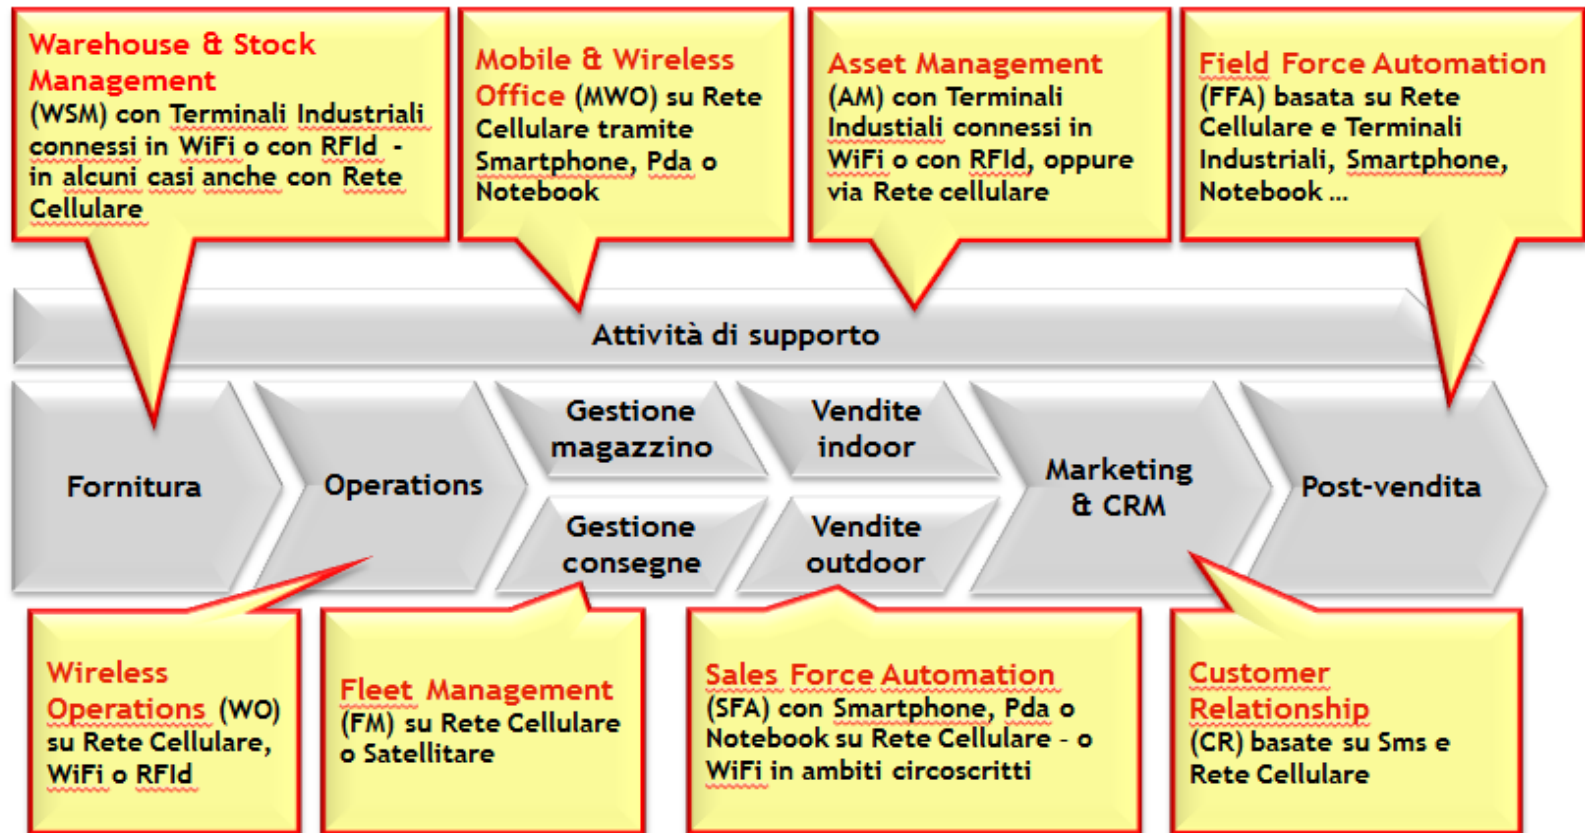 Warehouse & Stock
Management
(WSM) con Terminali Industriali
connessi in WiFi o con RFId -
in alcuni casi anche con Rete
Cellulare
Mobile & Wireless
Office (MWO) su Rete
Cellulare tramite
Smartphone, Pda o
Notebook
Asset Management
(AM) con Terminali
Industiali connessi in
WiFi o con RFId, oppure
via Rete cellulare
Field Force Automation
(FFA) basata su Rete
Cellulare e Terminali
Industriali, Smartphone,
Notebook ...
Attività di supporto
Fornitura
Operations
Gestione
magazzino
Gestione
consegne
Vendite
indoor
Vendite
outdoor
Marketing
& CRM
Post-vendita
Wireless
Operations (WO)
su Rete Cellulare,
WiFi o RFId
Fleet Management
(FM) su Rete Cellulare
o Satellitare
Sales Force Automation
(SFA) con Smartphone, Pda o
Notebook su Rete Cellulare - o
WiFi in ambiti circoscritti
Customer
Relationship
(CR) basate su Sms e
Rete Cellulare